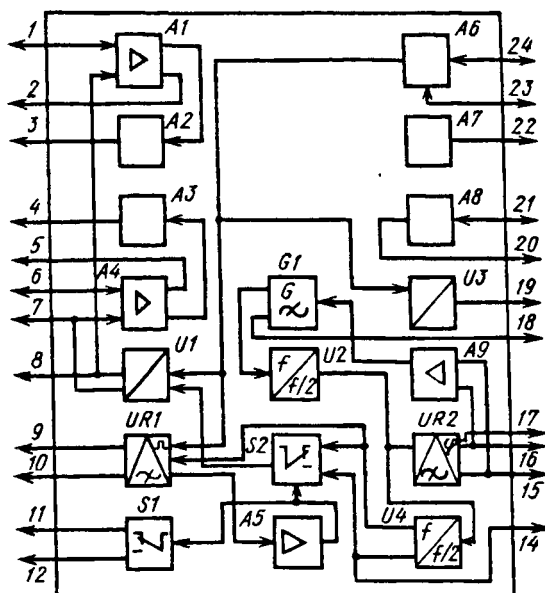 1 A1 A6 24
2 23
3 A2 A7 22
4 A3 A8 21
5 20
6 A4 G1 U3 19
7 G 18
8 U1 f f/2 U2 A9
9 UR1 S2 UR2 17
10 16
15
11 S1 A5 U4 14
12 f f/2